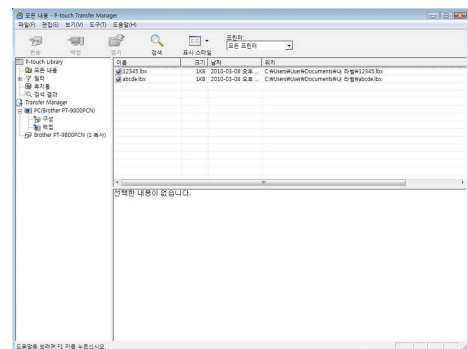 모든 내용 - P-touch Transfer Manager
파일(F) 편집(E) 보기(V) 도구(T) 도움말(H)
전송 백업 열기 검색 표시 스타일 프린터: 모든 프린터
P-touch Library
모든 내용
필터
휴지통
검색 결과
Transfer Manager
PC(Brother PT-9800PCN)
구성
백업
Brother PT-9800PCN (1 복사)
이름 크기 날짜 위치
12345.lbx 1KB 2010-03-08 오후 ... C:₩Users₩User₩Documents₩내 라벨₩12345.lbx
abcde.lbx 1KB 2010-03-08 오후 ... C:₩Users₩User₩Documents₩내 라벨₩abcde.lbx
선택한 내용이 없습니다.
도움말을 보려면 F1 키를 누르십시오.